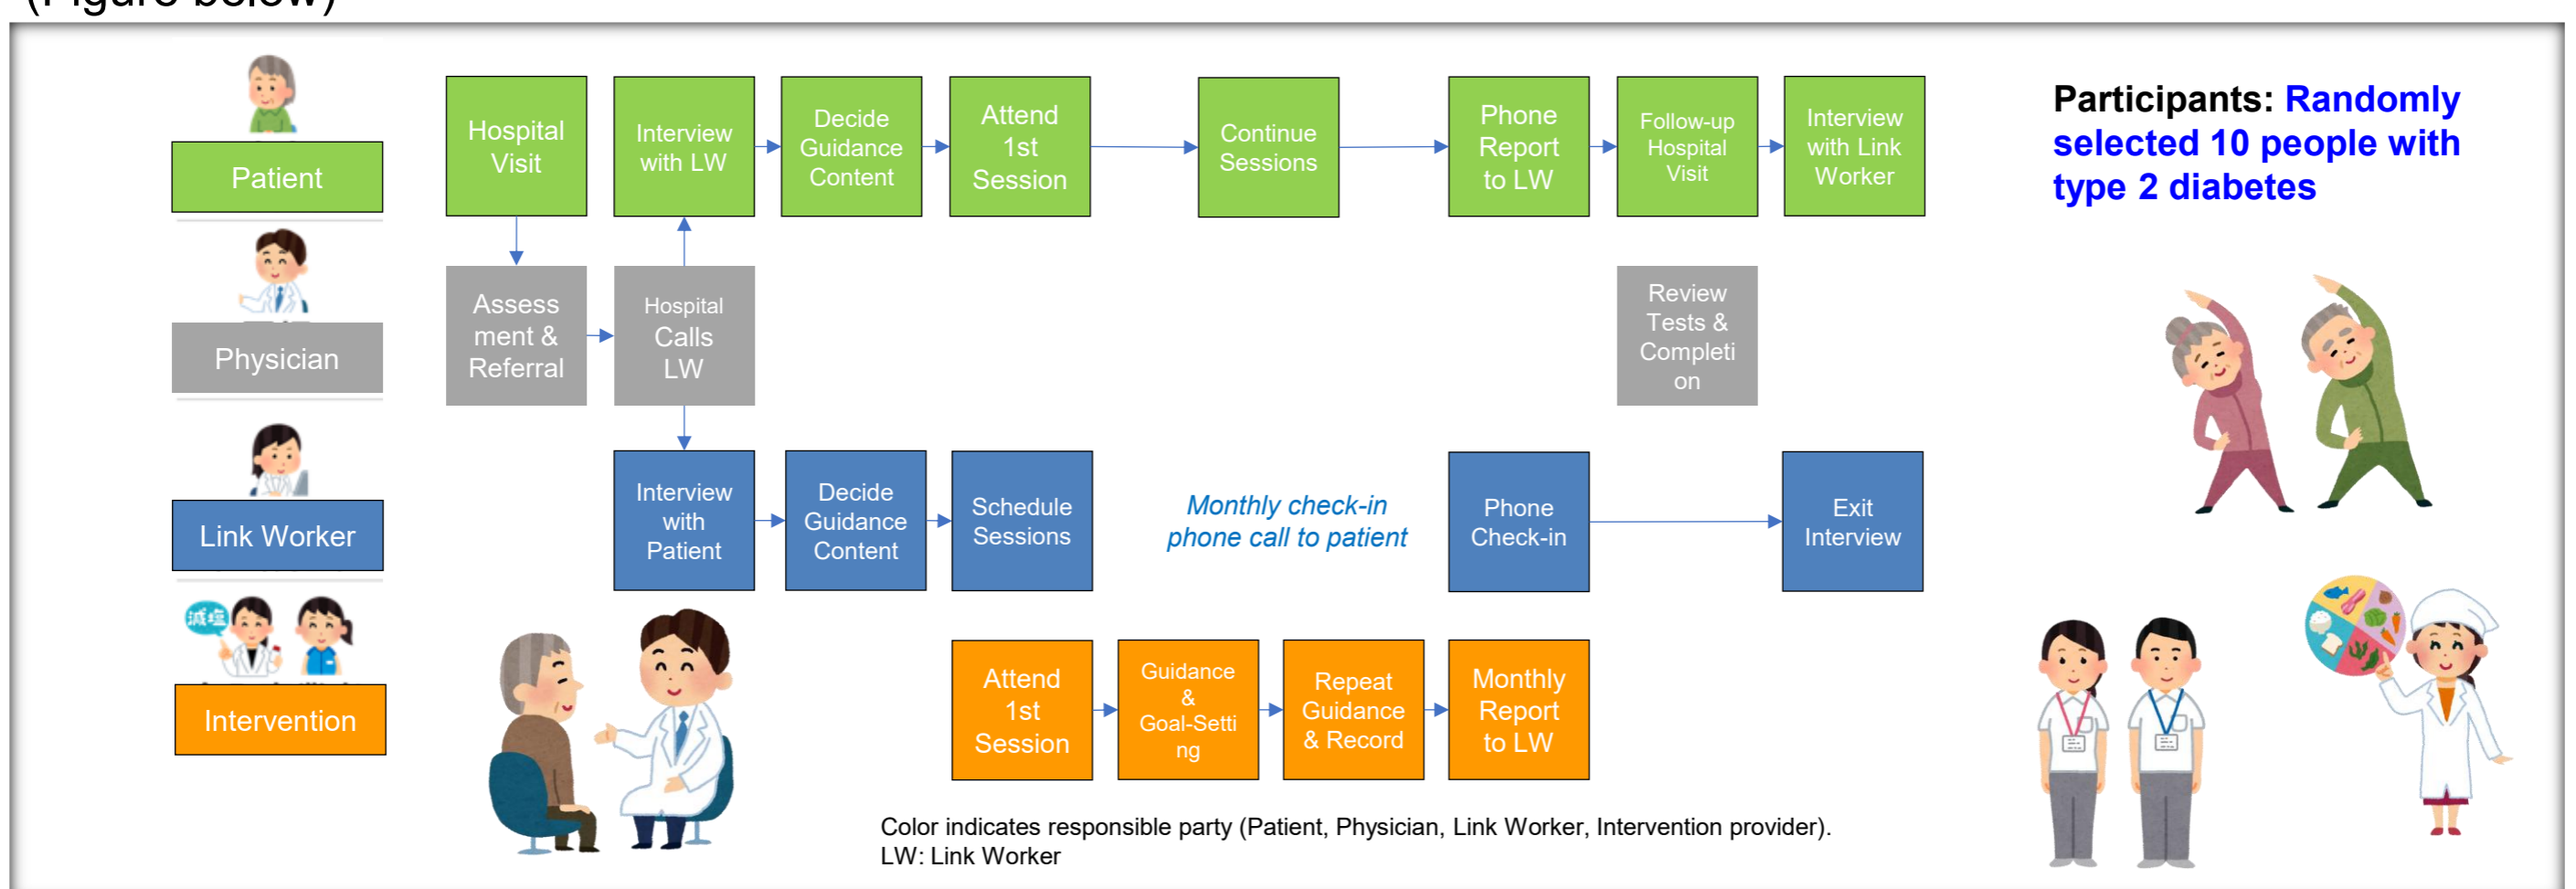 (Figure below)
Patient
Hospital
Visit
Interview
with LW
Decide
Guidance
Content
Attend
1st
Session
Continue
Sessions
Phone
Report
to LW
Follow-up
Hospital
Visit
Interview
with Link
Worker
Participants: Randomly
selected 10 people with
type 2 diabetes
Physician
Assess
ment &
Referral
Hospital
Calls
LW
Review
Tests &
Completi
on
Link Worker
Interview
with
Patient
Decide
Guidance
Content
Schedule
Sessions
Monthly check-in
phone call to patient
Phone
Check-in
Exit
Interview
減塩
Intervention
Attend
1st
Session
Guidance
&
Goal-Setti
ng
Repeat
Guidance
& Record
Monthly
Report
to LW
Color indicates responsible party (Patient, Physician, Link Worker, Intervention provider).
LW: Link Worker